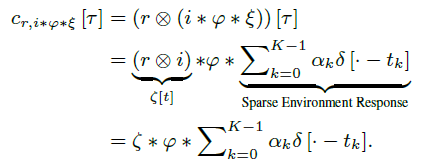 c_{r,i*φ*ξ} [τ] = (r ⊗ (i * φ * ξ)) [τ]
= (r ⊗ i) * φ * ∑_{k=0}^{K−1} α_k δ [· − t_k]
ζ[t] Sparse Environment Response
= ζ * φ * ∑_{k=0}^{K−1} α_k δ [· − t_k].